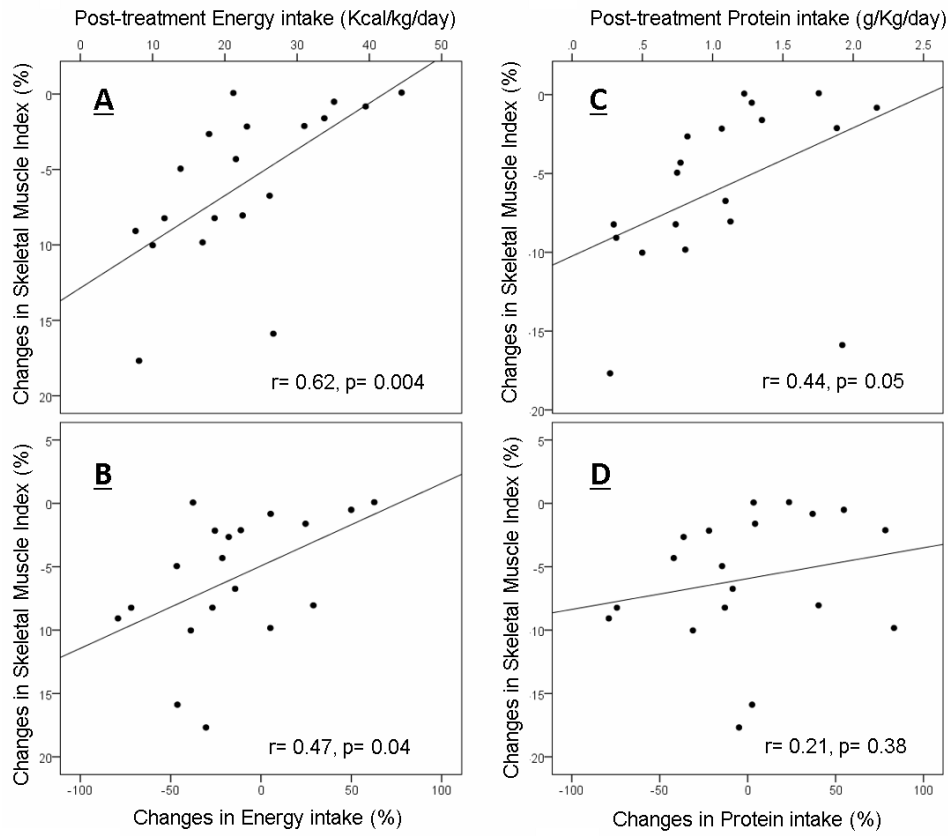 Post-treatment Energy intake (Kcal/kg/day)
0 10 20 30 40 50
Changes in Skeletal Muscle Index (%)
0
-5
-10
15
20
A
r= 0.62, p= 0.004
Post-treatment Protein intake (g/Kg/day)
.0 .5 1.0 1.5 2.0 2.5
Changes in Skeletal Muscle Index (%)
0
-5
-10
-15
-20
C
r= 0.44, p= 0.05
Changes in Skeletal Muscle Index (%)
5
0
-5
10
15
20
B
r= 0.47, p= 0.04
-100 -50 0 50 100
Changes in Energy intake (%)
Changes in Skeletal Muscle Index (%)
5
0
-5
10
15
20
D
r= 0.21, p= 0.38
-100 -50 0 50 100
Changes in Protein intake (%)